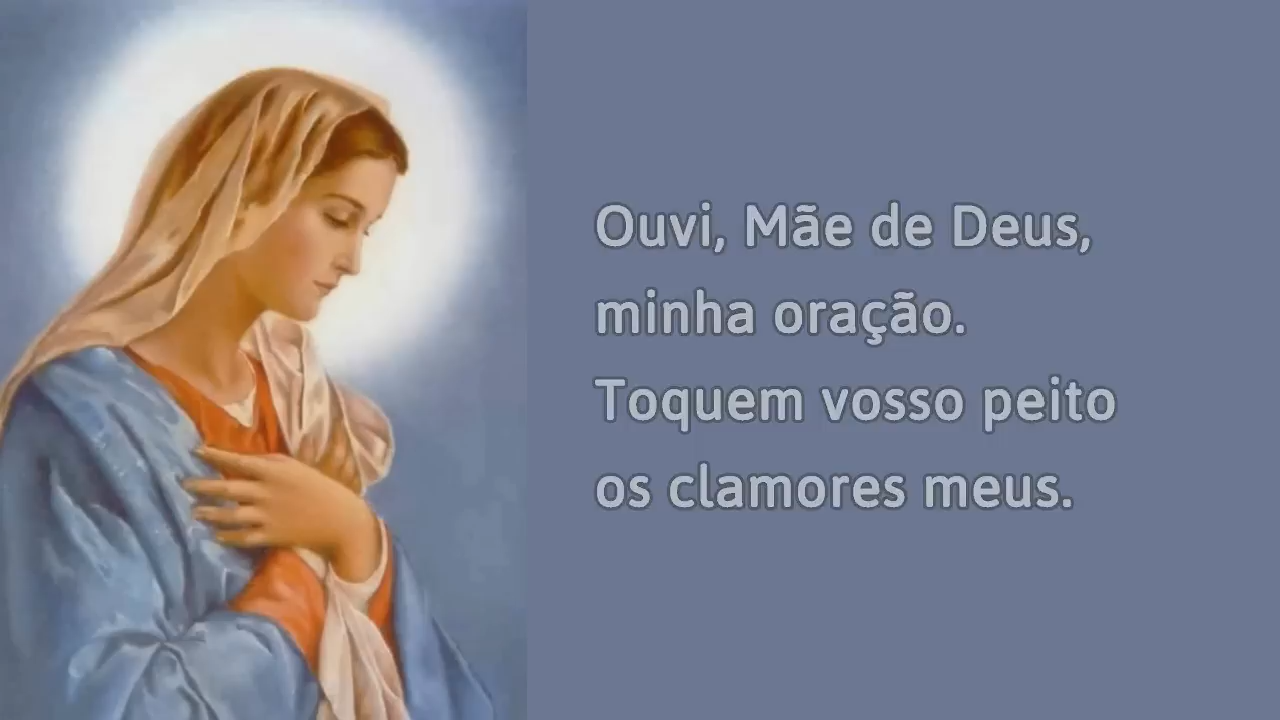 Ouvi, Mãe de Deus,
minha oração.
Toquem vosso peito
os clamores meus.